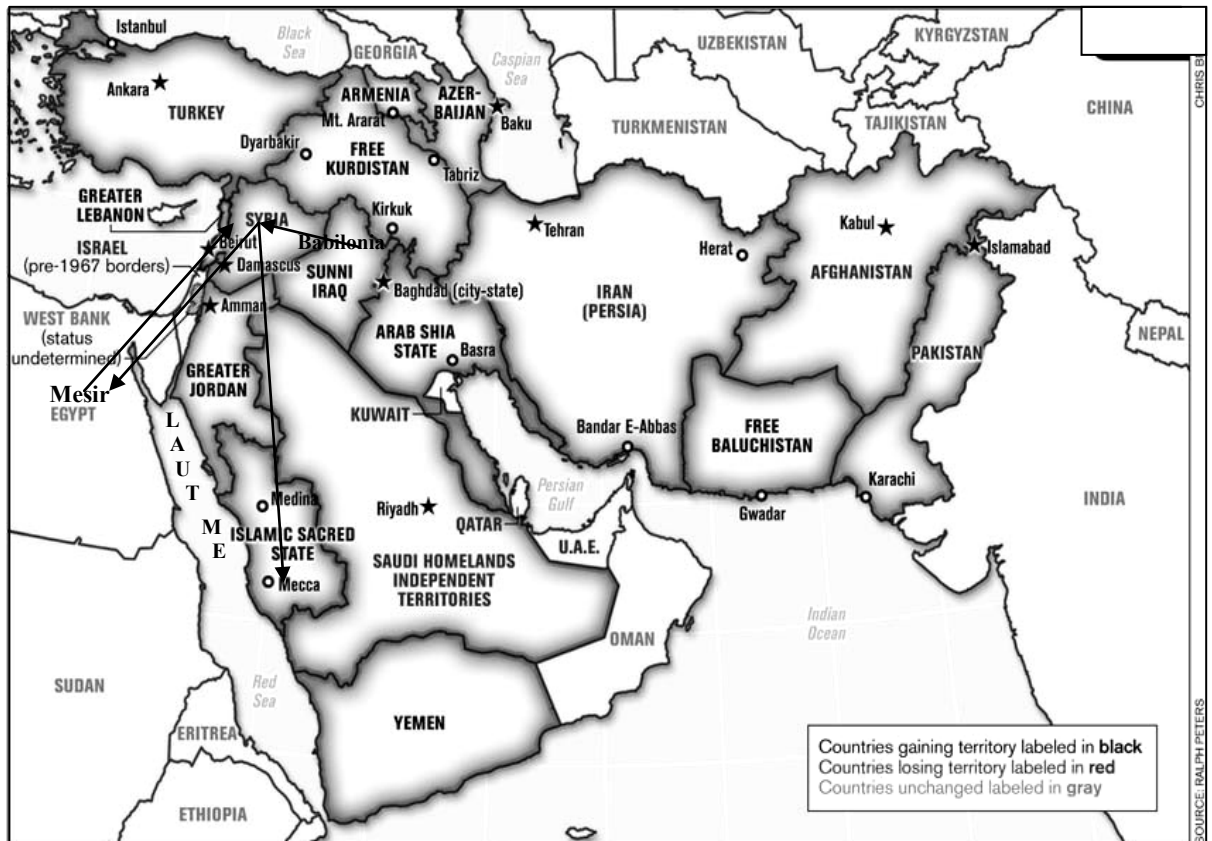 Istanbul
Black
Sea
GEORGIA
Caspian
Sea
UZBEKISTAN
KYRGYZSTAN
Ankara
TURKEY
ARMENIA
AZER-
BAIJAN
Mt. Ararat
Baku
TURKMENISTAN
TAJIKISTAN
CHINA
Dyarbakir
FREE
KURDISTAN
Tabriz
GREATER
LEBANON
SYRIA
Kirkuk
Tehran
Kabul
Islamabad
Herat
ISRAEL
(pre-1967 borders)
Beirut
Babilonia
Damascus
SUNNI
IRAQ
Baghdad (city-state)
IRAN
(PERSIA)
AFGHANISTAN
Amman
WEST BANK
(status
undetermined)
ARAB SHIA
STATE
Basra
NEPAL
PAKISTAN
GREATER
JORDAN
Mesir
EGYPT
KUWAIT
Bandar E-Abbas
FREE
BALUCHISTAN
L
A
U
T
M
E
Karachi
Medina
Riyadh
Persian
Gulf
QATAR
Gwadar
INDIA
ISLAMIC SACRED
STATE
U.A.E.
Mecca
SAUDI HOMELANDS
INDEPENDENT
TERRITORIES
OMAN
Indian
Ocean
SUDAN
Red
Sea
YEMEN
ERITREA
ETHIOPIA
Countries gaining territory labeled in black
Countries losing territory labeled in red
Countries unchanged labeled in gray
SOURCE: RALPH PETERS
CHRIS